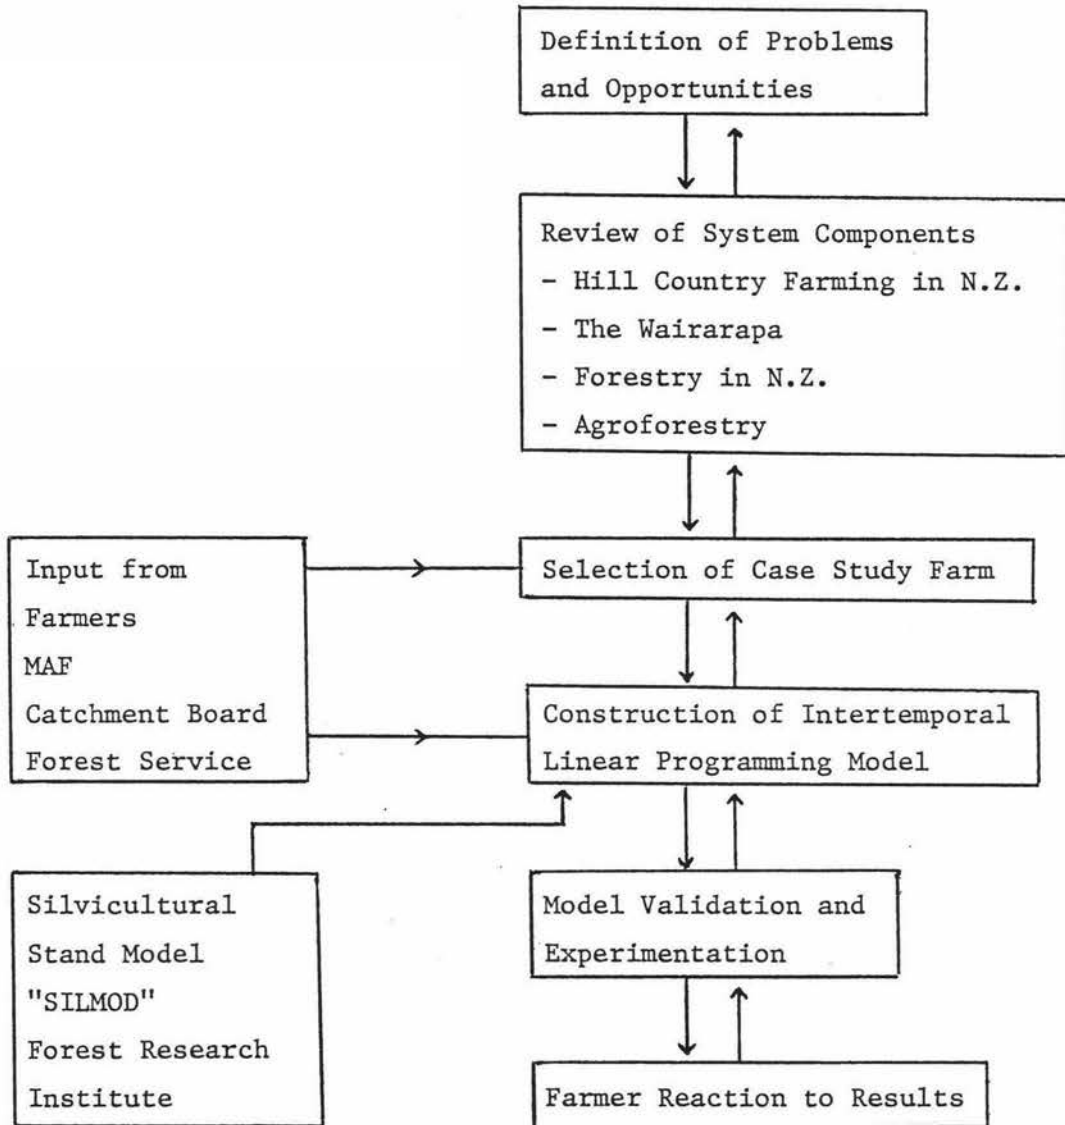 Definition of Problems
and Opportunities
Review of System Components
- Hill Country Farming in N.Z.
- The Wairarapa
- Forestry in N.Z.
- Agroforestry
Input from
Farmers
MAF
Catchment Board
Forest Service
Selection of Case Study Farm
Construction of Intertemporal
Linear Programming Model
Silvicultural
Stand Model
"SILMOD"
Forest Research
Institute
Model Validation and
Experimentation
Farmer Reaction to Results